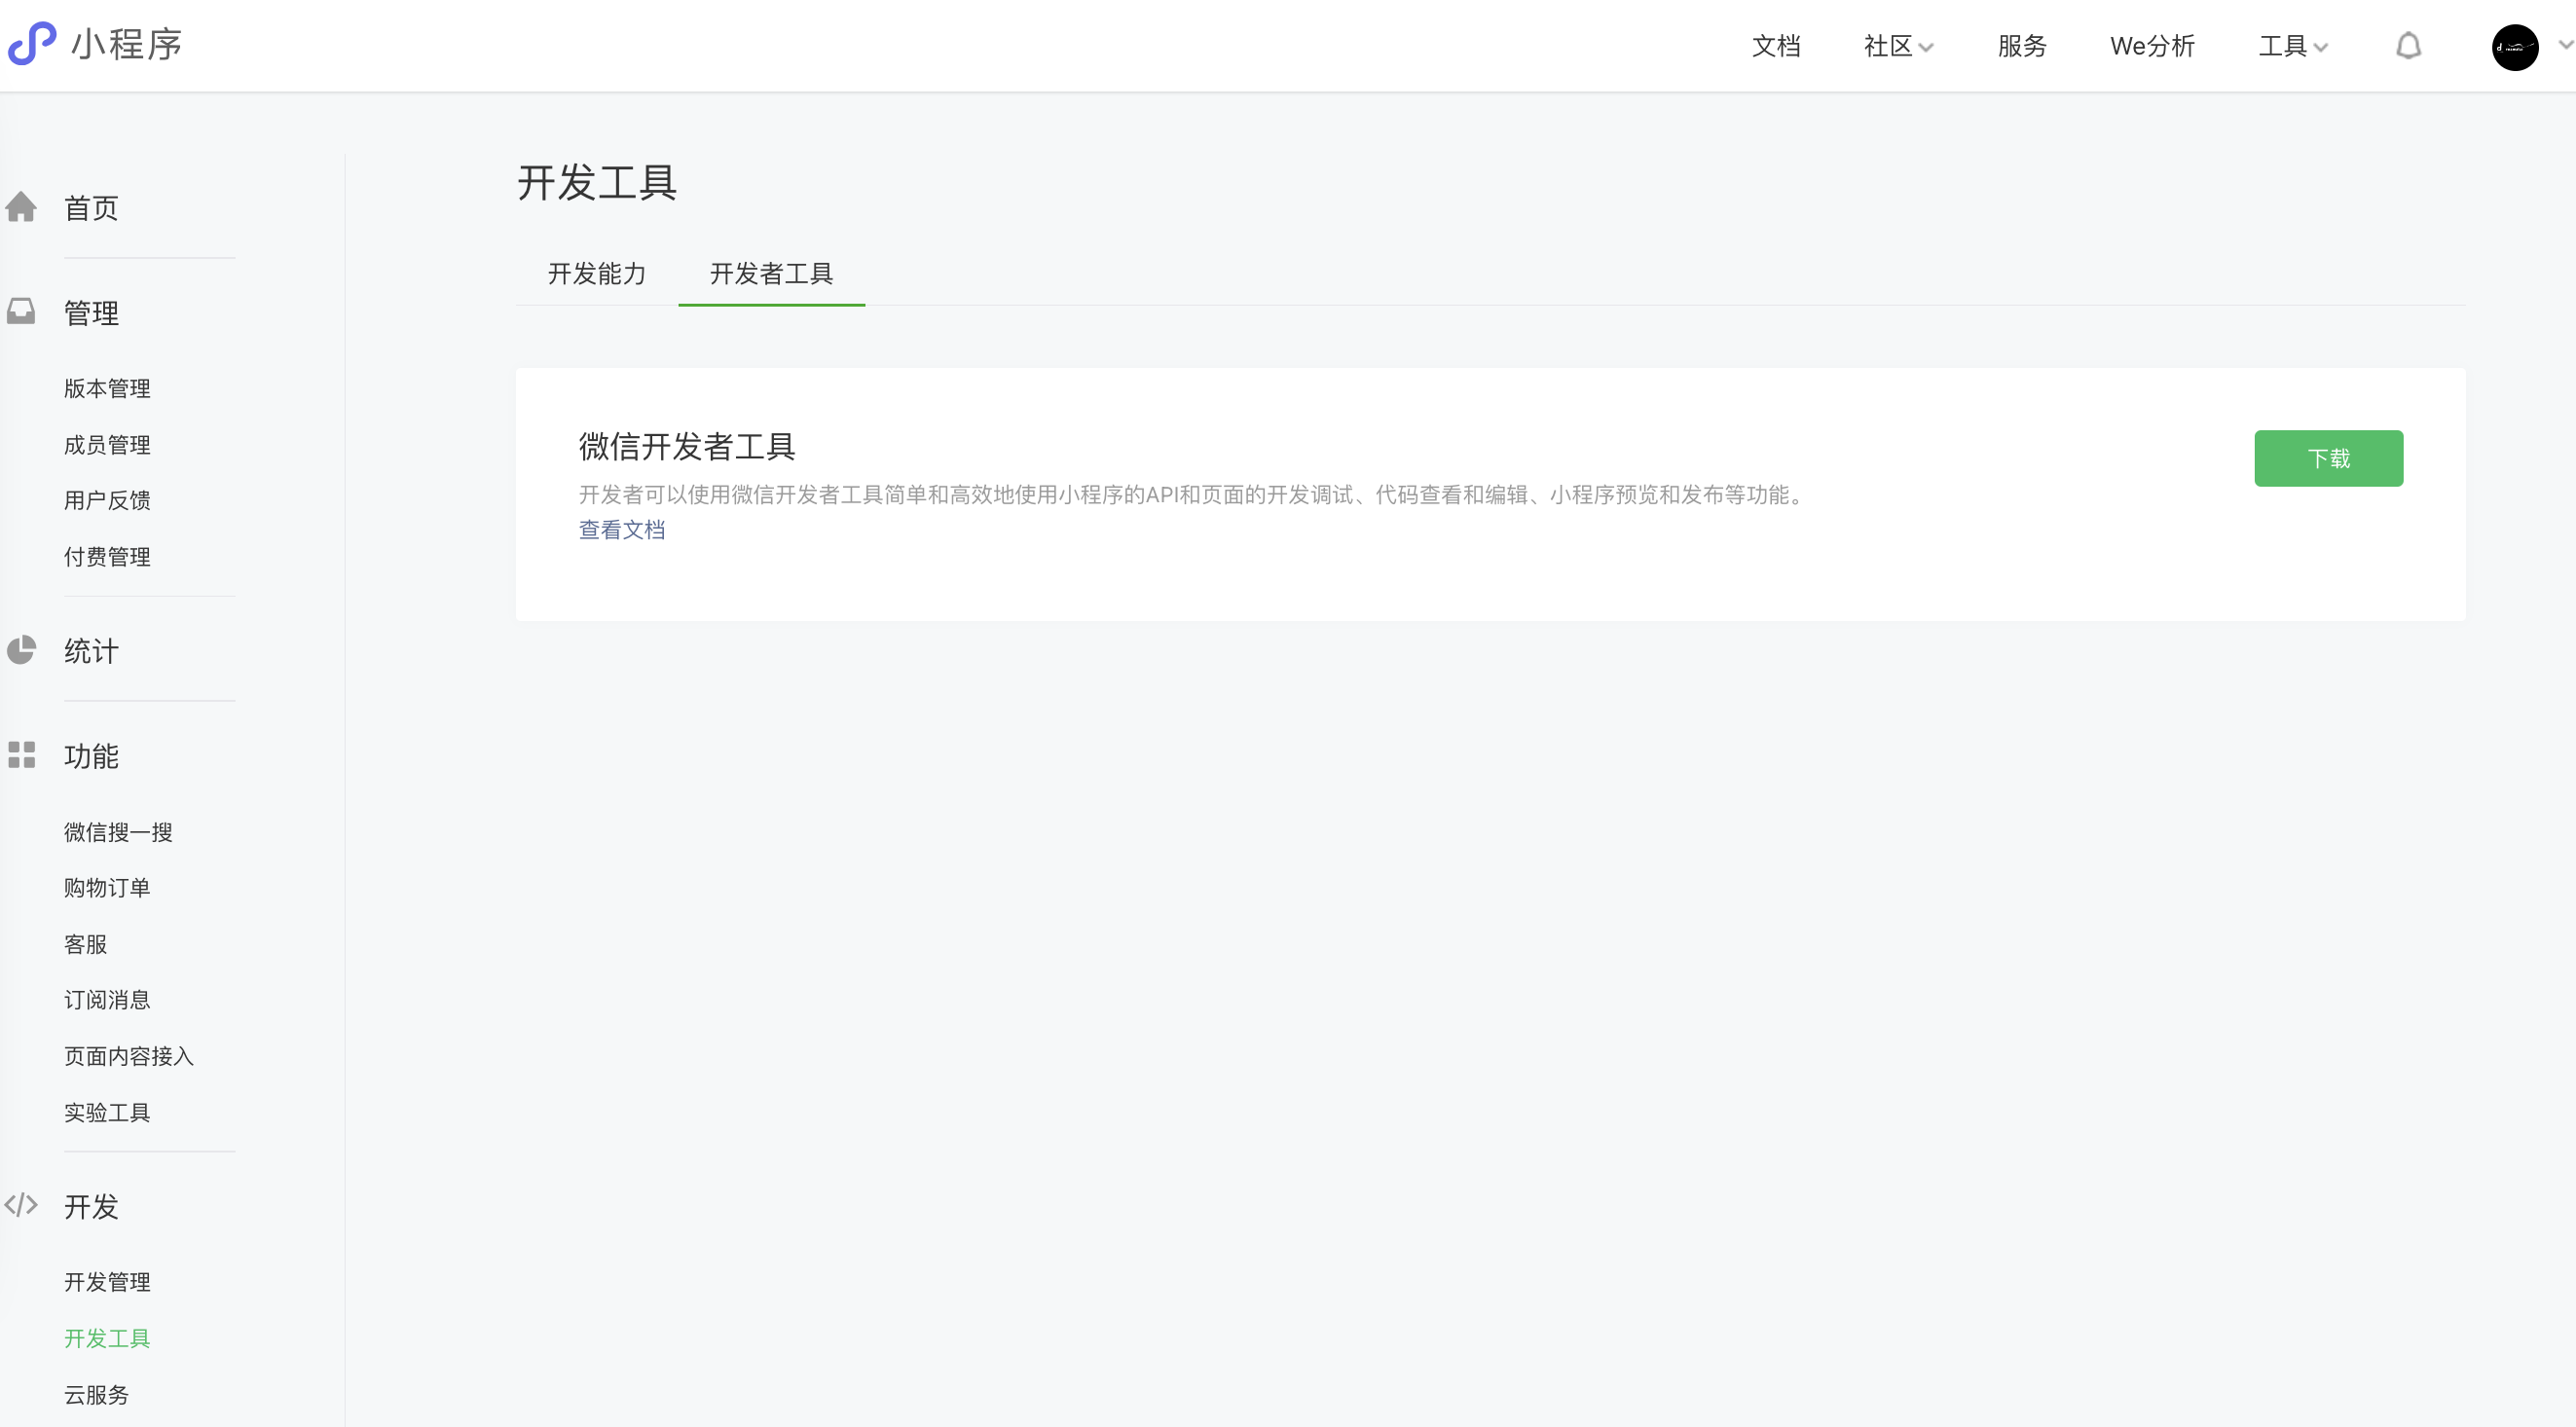 小程序
文档
社区
服务
We分析
工具
首页
管理
版本管理
成员管理
用户反馈
付费管理
统计
功能
微信搜一搜
购物订单
客服
订阅消息
页面内容接入
实验工具
开发
开发管理
开发工具
云服务
开发工具
开发能力
开发者工具
微信开发者工具
下载
开发者可以使用微信开发者工具简单和高效地使用小程序的API和页面的开发调试、代码查看和编辑、小程序预览和发布等功能。
查看文档